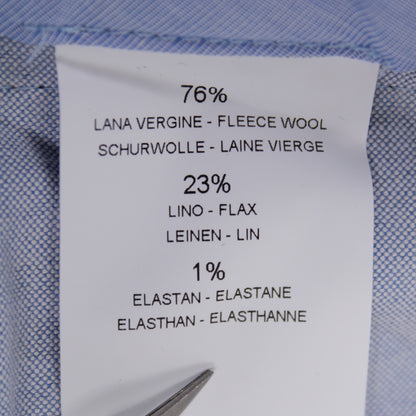 76%
LANA VERGINE - FLEECE WOOL
SCHURWOLLE - LAINE VIERGE
23%
LINO - FLAX
LEINEN - LIN
1%
ELASTAN - ELASTANE
ELASTHAN - ELASTHANNE